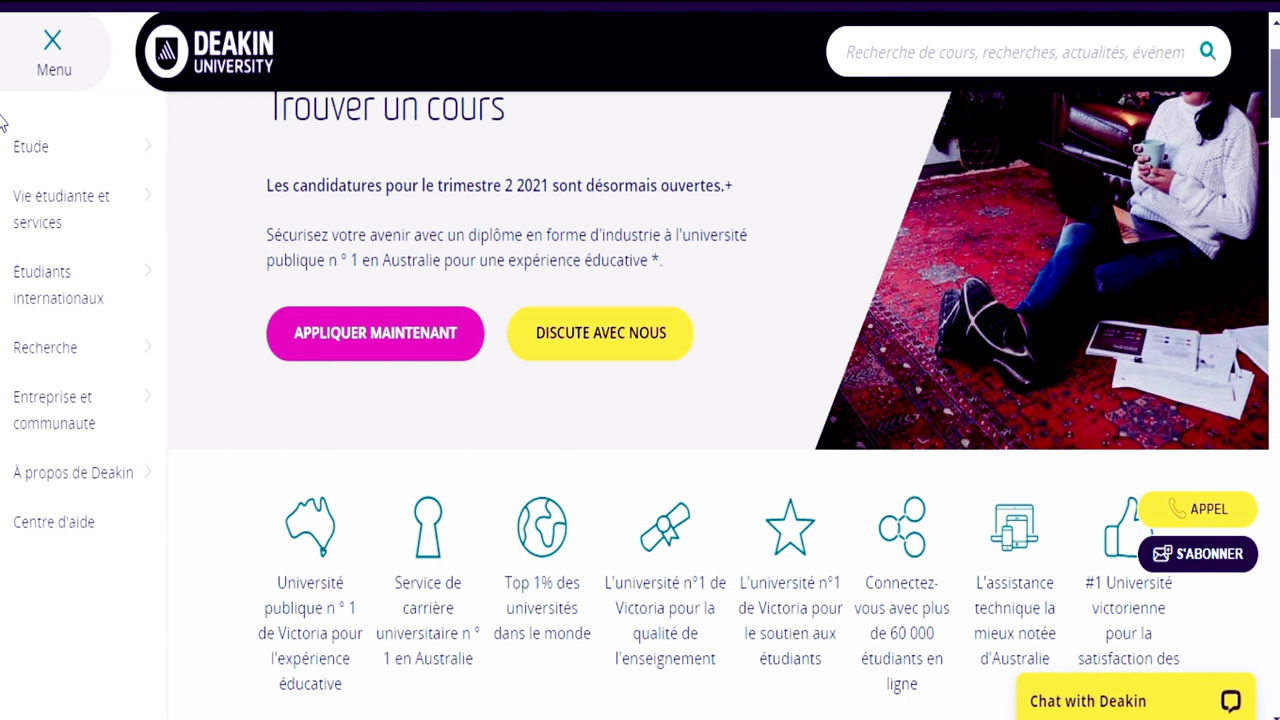 Menu
DEAKIN
UNIVERSITY
Recherche de cours, recherches, actualités, événem
Étude
Vie étudiante et
services
Étudiants
internationaux
Recherche
Entreprise et
communauté
À propos de Deakin
Centre d'aide
Trouver un cours
Les candidatures pour le trimestre 2 2021 sont désormais ouvertes.+
Sécurisez votre avenir avec un diplôme en forme d'industrie à l'université
publique n ° 1 en Australie pour une expérience éducative *.
APPLIQUER MAINTENANT
DISCUTE AVEC NOUS
Université
publique n ° 1
de Victoria pour
l'expérience
éducative
Service de
carrière
universitaire n °
1 en Australie
Top 1% des
universités
dans le monde
L'université n°1 de
Victoria pour la
qualité de
l'enseignement
L'université n°1
de Victoria pour
le soutien aux
étudiants
Connectez-
vous avec plus
de 60 000
étudiants en
ligne
L'assistance
technique la
mieux notée
d'Australie
#1 Université
victorienne
pour la
satisfaction des
APPEL
S'ABONNER
Chat with Deakin